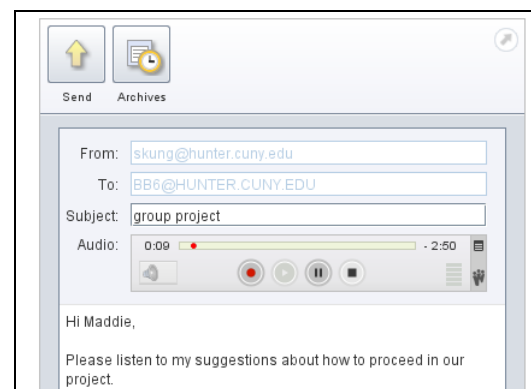 Send Archives
From: skung@hunter.cuny.edu
To: BB6@HUNTER.CUNY.EDU
Subject: group project
Audio: 0:09 - 2:50
Hi Maddie,
Please listen to my suggestions about how to proceed in our
project.